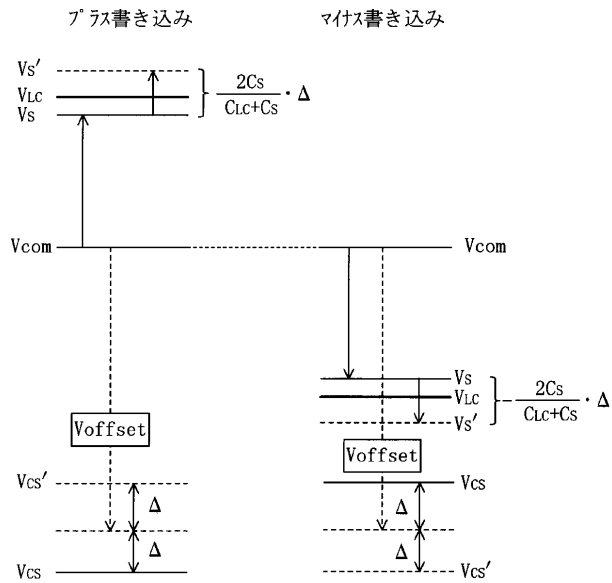 プラス書き込み
マイナス書き込み
Vs′
VLC
Vs
2Cs
CLC+Cs
・Δ
Vcom
Vcom
Vs
VLC
Vs′
−
2Cs
CLC+Cs
・Δ
Voffset
Voffset
Vcs′
Δ
Δ
Vcs
Vcs
Δ
Δ
Vcs′